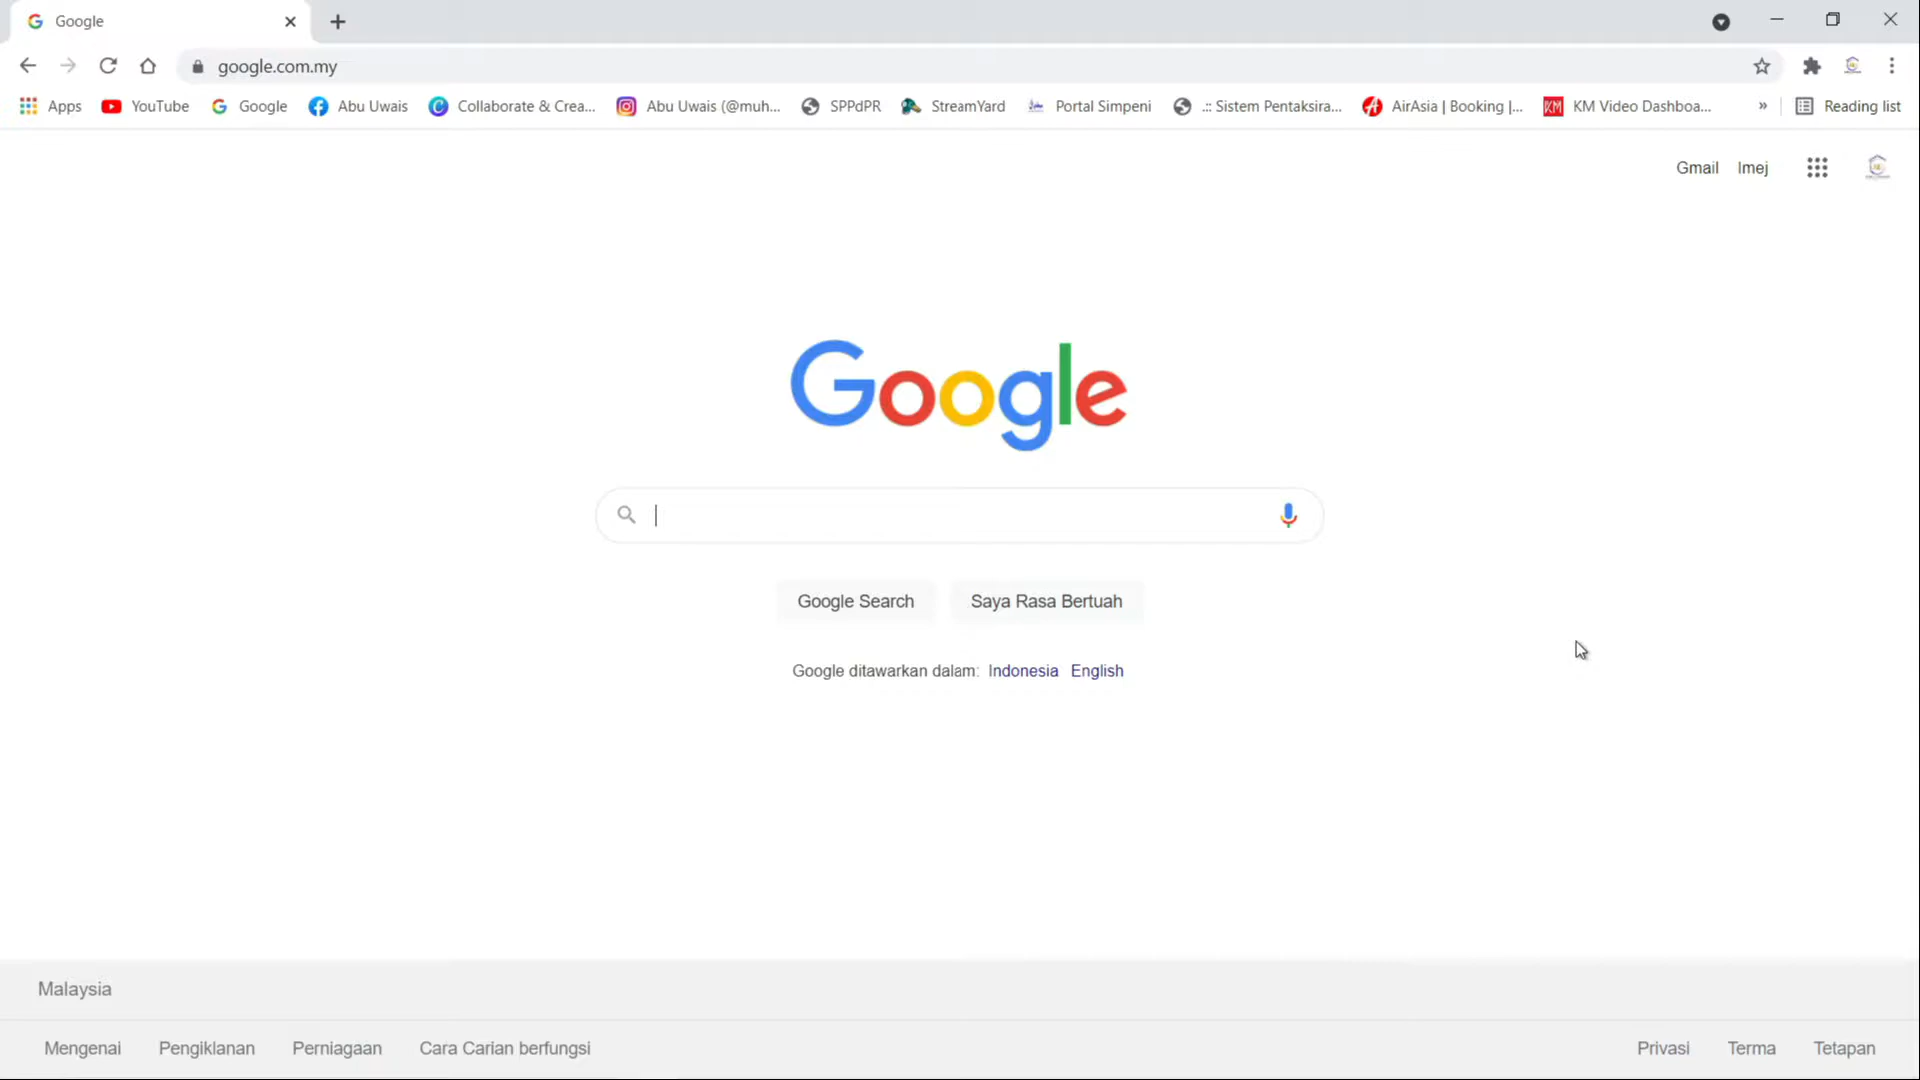 Google
google.com.my
Apps YouTube Google Abu Uwais Collaborate & Crea... Abu Uwais (@muh... SPPdPR StreamYard Portal Simpeni .:: Sistem Pentaksira... AirAsia | Booking |... KM Video Dashboa... » Reading list
Gmail Imej
Google
Google Search Saya Rasa Bertuah
Google ditawarkan dalam: Indonesia English
Malaysia
Mengenai Pengiklanan Perniagaan Cara Carian berfungsi Privasi Terma Tetapan